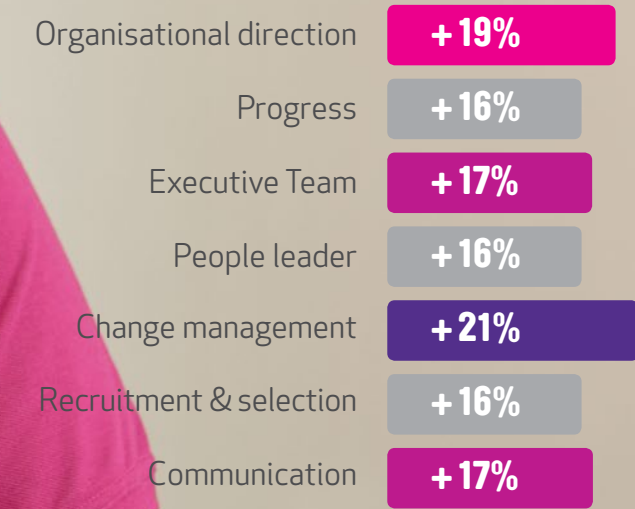 Organisational direction +19%
Progress +16%
Executive Team +17%
People leader +16%
Change management +21%
Recruitment & selection +16%
Communication +17%